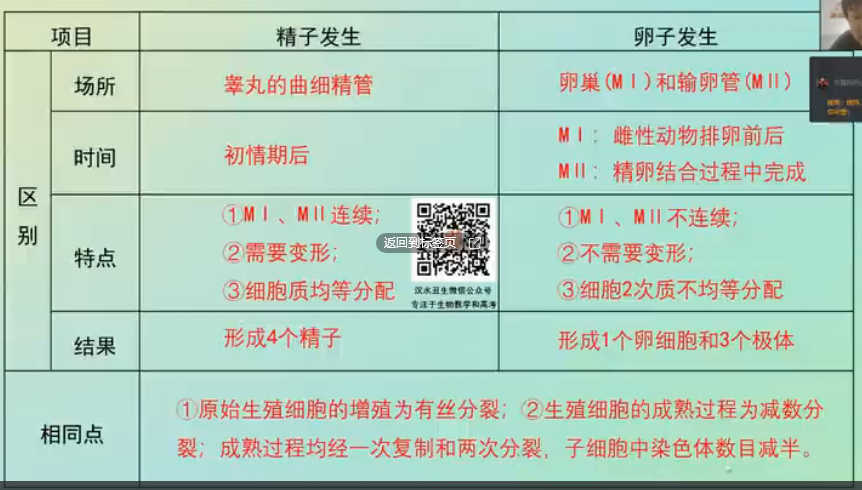 项目 精子发生 卵子发生
区别
场所 睾丸的曲细精管 卵巢(MⅠ)和输卵管(MⅡ)
时间 初情期后
MⅠ：雌性动物排卵前后
MⅡ：精卵结合过程中完成
特点
①MⅠ、MⅡ连续；
②需要变形；
③细胞质均等分配
返回到标签页
汉水丑生微信公众号
专注于生物教学和高考
①MⅠ、MⅡ不连续；
②不需要变形；
③细胞2次质不均等分配
结果 形成4个精子 形成1个卵细胞和3个极体
相同点
①原始生殖细胞的增殖为有丝分裂；②生殖细胞的成熟过程为减数分
裂；成熟过程均经一次复制和两次分裂，子细胞中染色体数目减半。